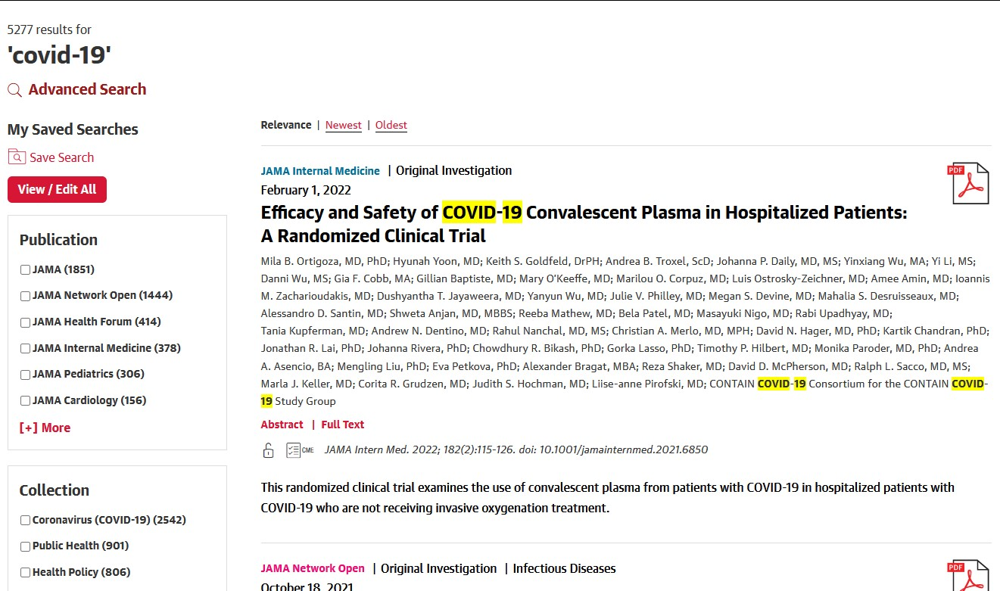 5277 results for
'covid-19'
Advanced Search
My Saved Searches
Save Search
View / Edit All
Publication
JAMA (1851)
JAMA Network Open (1444)
JAMA Health Forum (414)
JAMA Internal Medicine (378)
JAMA Pediatrics (306)
JAMA Cardiology (156)
[+] More
Collection
Coronavirus (COVID-19) (2542)
Public Health (901)
Health Policy (806)
Relevance | Newest | Oldest
JAMA Internal Medicine | Original Investigation
February 1, 2022
PDF
Efficacy and Safety of COVID-19 Convalescent Plasma in Hospitalized Patients:
A Randomized Clinical Trial
Mila B. Ortigoza, MD, PhD; Hyunah Yoon, MD; Keith S. Goldfeld, DrPH; Andrea B. Troxel, ScD; Johanna P. Daily, MD, MS; Yinxiang Wu, MA; Yi Li, MS;
Danni Wu, MS; Gia F. Cobb, MA; Gillian Baptiste, MD; Mary O'Keeffe, MD; Marilou O. Corpuz, MD; Luis Ostrosky-Zeichner, MD; Amee Amin, MD; Ioannis
M. Zacharioudakis, MD; Dushyantha T. Jayaweera, MD; Yanyun Wu, MD; Julie V. Philley, MD; Megan S. Devine, MD; Mahalia S. Desruisseaux, MD;
Alessandro D. Santin, MD; Shweta Anjan, MD, MBBS; Reeba Mathew, MD; Bela Patel, MD; Masayuki Nigo, MD; Rabi Upadhyay, MD;
Tania Kupferman, MD; Andrew N. Dentino, MD; Rahul Nanchal, MD, MS; Christian A. Merlo, MD, MPH; David N. Hager, MD, PhD; Kartik Chandran, PhD;
Jonathan R. Lai, PhD; Johanna Rivera, PhD; Chowdhury R. Bikash, PhD; Gorka Lasso, PhD; Timothy P. Hilbert, MD; Monika Paroder, MD, PhD; Andrea
A. Asencio, BA; Mengling Liu, PhD; Eva Petkova, PhD; Alexander Bragat, MBA; Reza Shaker, MD; David D. McPherson, MD; Ralph L. Sacco, MD, MS;
Marla J. Keller, MD; Corita R. Grudzen, MD; Judith S. Hochman, MD; Liise-anne Pirofski, MD; CONTAIN COVID-19 Consortium for the CONTAIN COVID-
19 Study Group
Abstract | Full Text
CME JAMA Intern Med. 2022; 182(2):115-126. doi: 10.1001/jamainternmed.2021.6850
This randomized clinical trial examines the use of convalescent plasma from patients with COVID-19 in hospitalized patients with
COVID-19 who are not receiving invasive oxygenation treatment.
JAMA Network Open | Original Investigation | Infectious Diseases
PDF
October 18, 2021